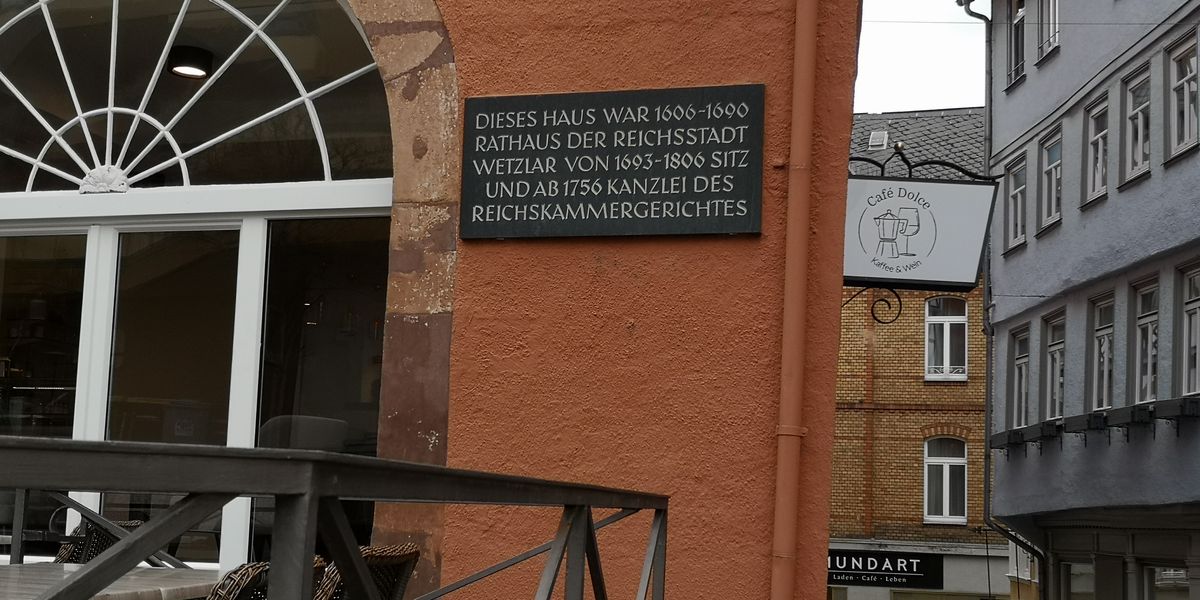 DIESES HAUS WAR 1606-1690
RATHAUS DER REICHSSTADT
WETZLAR VON 1693-1806 SITZ
UND AB 1756 KANZLEI DES
REICHSKAMMERGERICHTES
Café Dolce
Kaffee & Wein
MUNDART
Laden - Café - Leben